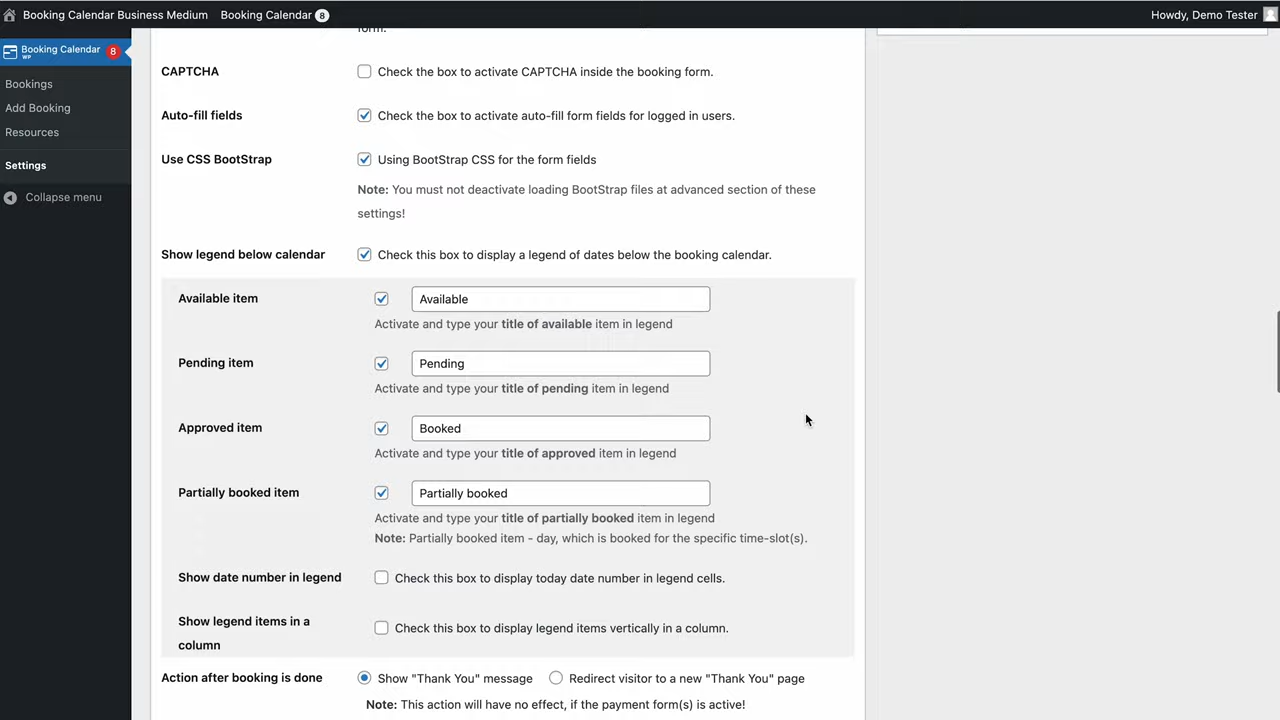 Booking Calendar Business Medium
Booking Calendar 8
Howdy, Demo Tester
Booking Calendar 8
WP
Bookings
Add Booking
Resources
Settings
Collapse menu
form.
CAPTCHA
Check the box to activate CAPTCHA inside the booking form.
Auto-fill fields
Check the box to activate auto-fill form fields for logged in users.
Use CSS BootStrap
Using BootStrap CSS for the form fields
Note: You must not deactivate loading BootStrap files at advanced section of these
settings!
Show legend below calendar
Check this box to display a legend of dates below the booking calendar.
Available item
Available
Activate and type your title of available item in legend
Pending item
Pending
Activate and type your title of pending item in legend
Approved item
Booked
Activate and type your title of approved item in legend
Partially booked item
Partially booked
Activate and type your title of partially booked item in legend
Note: Partially booked item - day, which is booked for the specific time-slot(s).
Show date number in legend
Check this box to display today date number in legend cells.
Show legend items in a
column
Check this box to display legend items vertically in a column.
Action after booking is done
Show "Thank You" message
Redirect visitor to a new "Thank You" page
Note: This action will have no effect, if the payment form(s) is active!